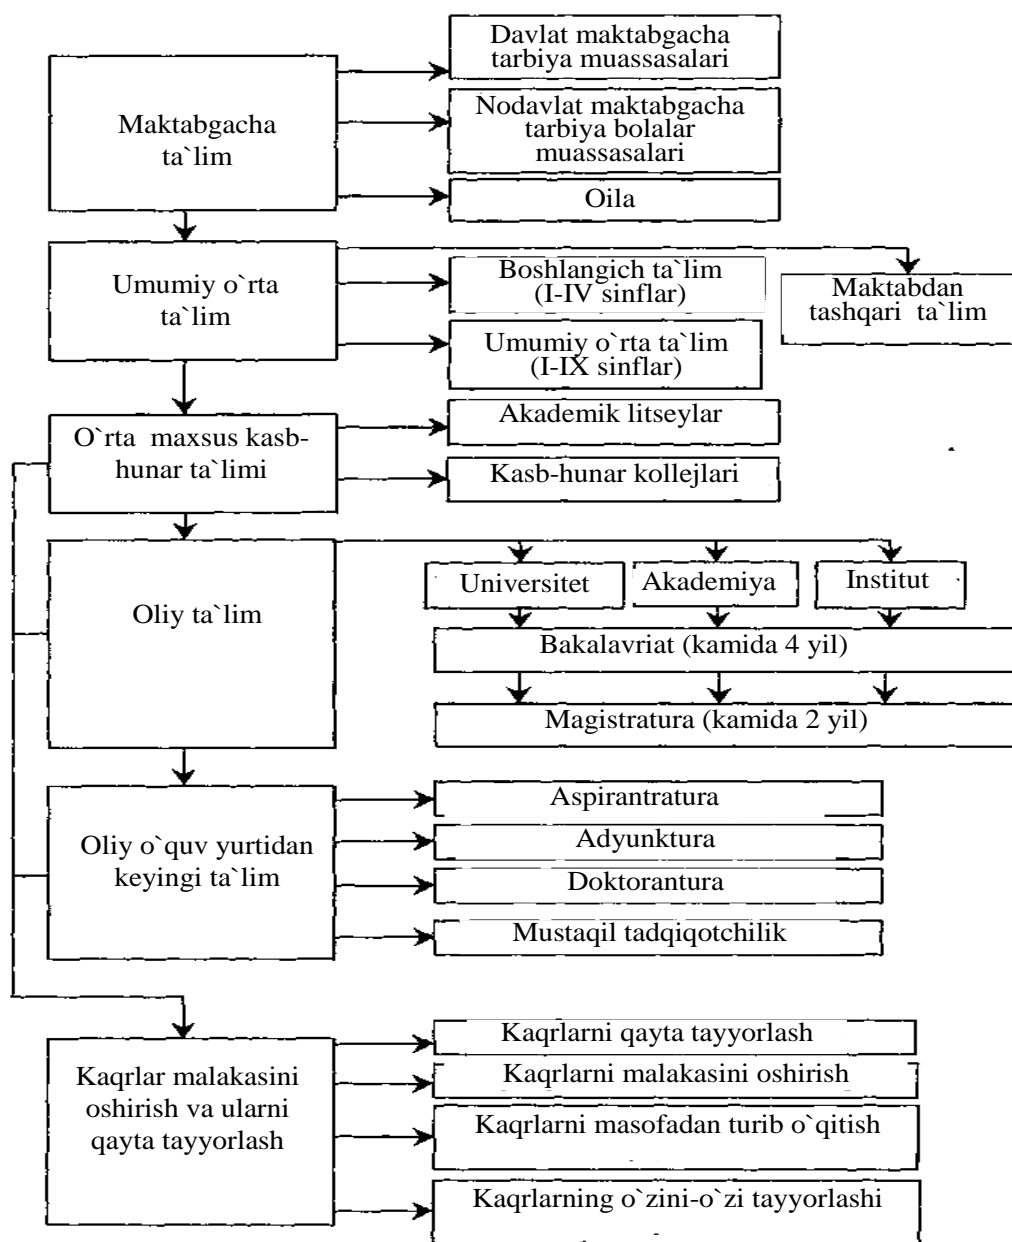 Davlat maktabgacha
tarbiya muassasalari
Maktabgacha
ta`lim
Nodavlat maktabgacha
tarbiya bolalar
muassasalari
Oila
Umumiy o`rta
ta`lim
Boshlangich ta`lim
(I-IV sinflar)
Maktabdan
tashqari  ta`lim
Umumiy o`rta ta`lim
(I-IX sinflar)
O`rta  maxsus kasb-
hunar ta`limi
Akademik litseylar
Kasb-hunar kollejlari
Oliy ta`lim
Universitet
Akademiya
Institut
Bakalavriat (kamida 4 yil)
Magistratura (kamida 2 yil)
Oliy o`quv yurtidan
keyingi ta`lim
Aspirantratura
Adyunktura
Doktorantura
Mustaqil tadqiqotchilik
Kaqrlar malakasini
oshirish va ularni
qayta tayyorlash
Kaqrlarni qayta tayyorlash
Kaqrlarni malakasini oshirish
Kaqrlarni masofadan turib o`qitish
Kaqrlarning o`zini-o`zi tayyorlashi